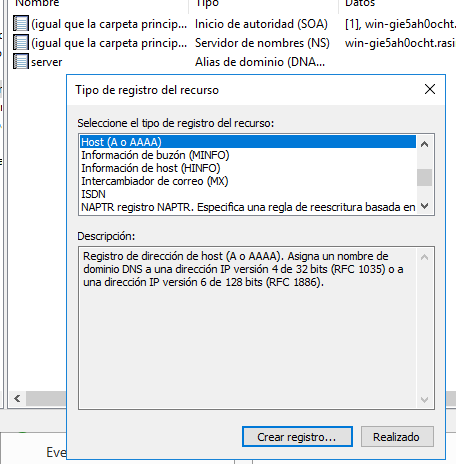 Nombre Tipo Datos
(igual que la carpeta princip... Inicio de autoridad (SOA) [1], win-gie5ah0ocht.
(igual que la carpeta princip... Servidor de nombres (NS) win-gie5ah0ocht.rasi
server Alias de dominio (DNA...
Tipo de registro del recurso
Seleccione el tipo de registro del recurso:
Host (A o AAAA)
Información de buzón (MINFO)
Información de host (HINFO)
Intercambiador de correo (MX)
ISDN
NAPTR registro NAPTR. Especifica una regla de reescritura basada en
Descripción:
Registro de dirección de host (A o AAAA). Asigna un nombre de
dominio DNS a una dirección IP versión 4 de 32 bits (RFC 1035) o a
una dirección IP versión 6 de 128 bits (RFC 1886).
Crear registro... Realizado
Eve